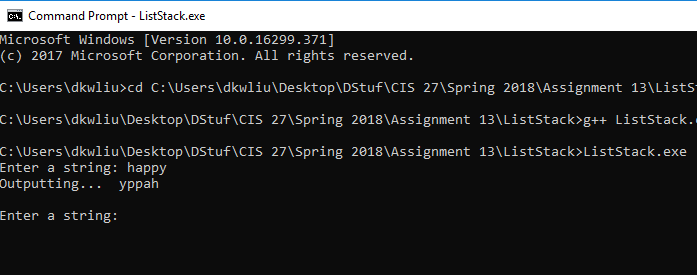 Command Prompt - ListStack.exe
Microsoft Windows [Version 10.0.16299.371]
(c) 2017 Microsoft Corporation. All rights reserved.
C:\Users\dkwliu>cd C:\Users\dkwliu\Desktop\DStuf\CIS 27\Spring 2018\Assignment 13\ListS
C:\Users\dkwliu\Desktop\DStuf\CIS 27\Spring 2018\Assignment 13\ListStack>g++ ListStack.
C:\Users\dkwliu\Desktop\DStuf\CIS 27\Spring 2018\Assignment 13\ListStack>ListStack.exe
Enter a string: happy
Outputting...  yppah
Enter a string: